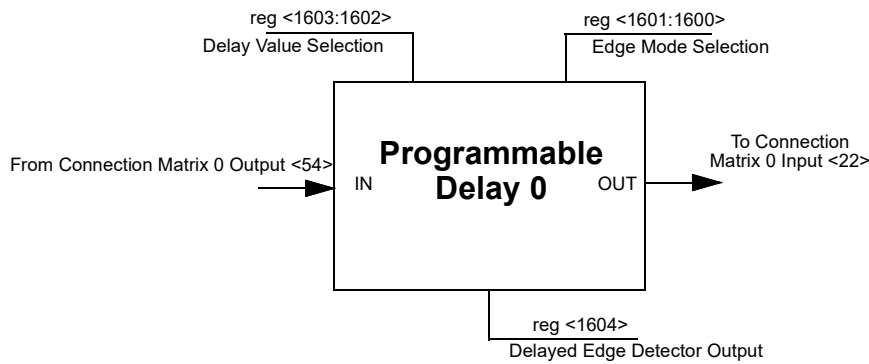 reg <1603:1602>
Delay Value Selection
reg <1601:1600>
Edge Mode Selection
From Connection Matrix 0 Output <54>
IN
Programmable
Delay 0
OUT
To Connection
Matrix 0 Input <22>
reg <1604>
Delayed Edge Detector Output